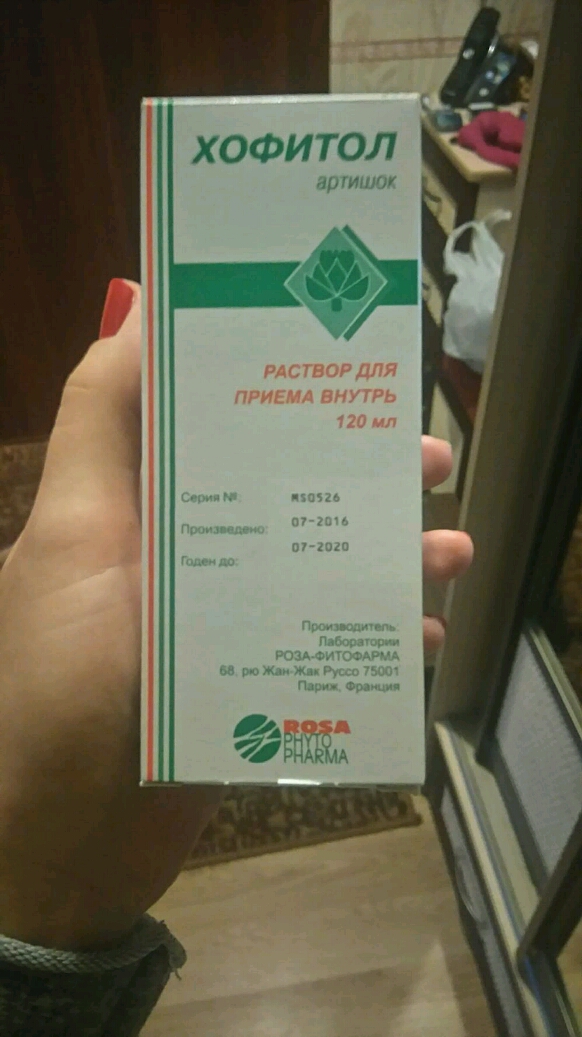 ХОФИТОЛ
артишок
РАСТВОР ДЛЯ
ПРИЕМА ВНУТРЬ
120 мл
Серия №: MS0526
Произведено: 07-2016
Годен до: 07-2020
Производитель:
Лаборатории
РОЗА-ФИТОФАРМА
68, рю Жан-Жак Руссо 75001
Париж, Франция
ROSA
PHYTO
PHARMA